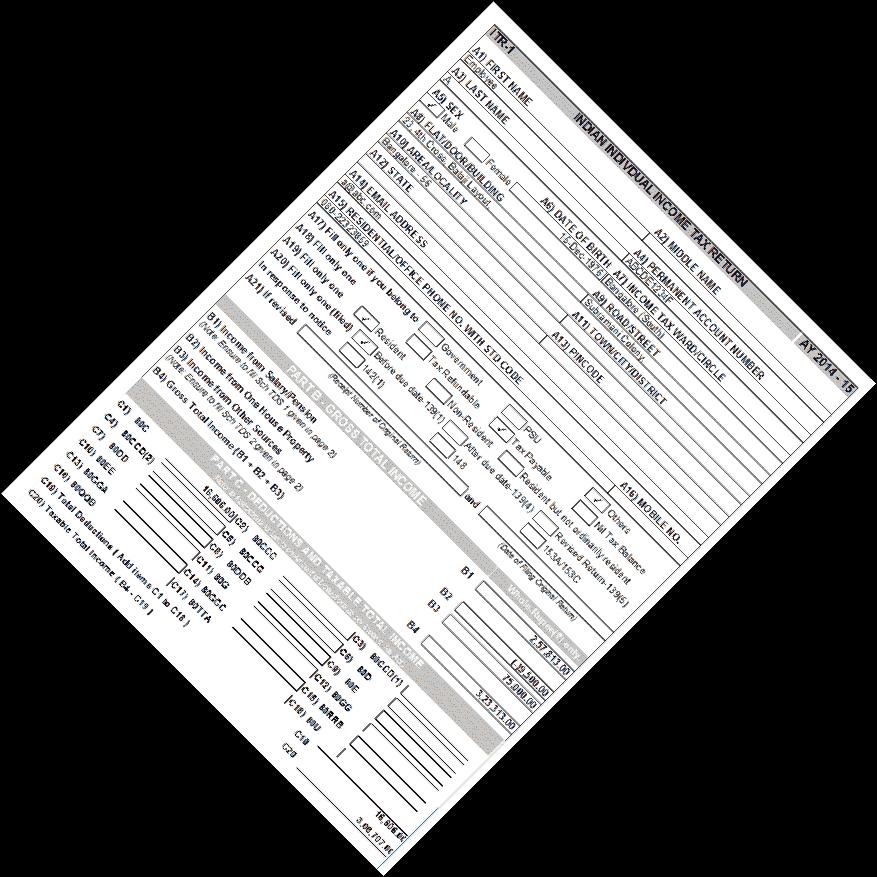 ITR-1 INDIAN INDIVDUAL INCOME TAX RETURN AY 2014 - 15
A1) FIRST NAME A2) MIDDLE NAME
Employee
A3) LAST NAME A4) PERMANENT ACCOUNT NUMBER
A ABCDE1234F
A5) SEX A6) DATE OF BIRTH A7) INCOME TAX WARD/CIRCLE
✓ Male Female 15-Dec-1976 Bangalore (South)
A8) FLAT/DOOR/BUILDING A9) ROAD/STREET
23, 4th Cross, Balaji Layout Subramani Colony
A10) AREA/LOCALITY A11) TOWN/CITY/DISTRICT
Bangalore - 56
A12) STATE A13) PINCODE
A14) EMAIL ADDRESS
a@abc.com
A15) RESIDENTIAL/OFFICE PHONE NO. WITH STD CODE A16) MOBILE NO.
A17) Fill only one if you belong to Government PSU ✓ Others
A18) Fill only one Tax Refundable ✓ Tax Payable Nil Tax Balance
A19) Fill only one ✓ Resident Non-Resident Resident but not ordinarily resident
A20) Fill only one (filed) ✓ Before due date-139(1) After due date-139(4) Revised Return-139(5)
In response to notice 142(1) 148 153A/153C
A21) If revised and
(Receipt Number of Original Return) (Date of Filing Original Return)
PART B - GROSS TOTAL INCOME Whole Rupee(₹) only
B1) Income from Salary/Pension B1 2,57,813.00
(Note: Ensure to fill Sch TDS 1 given in page 2)
B2) Income from One House Property B2 (-)9,500.00
B3) Income from Other Sources B3 75,000.00
(Note: Ensure to fill Sch TDS 2 given in page 2)
B4) Gross Total Income (B1 + B2 + B3) B4 3,23,313.00
PART C - DEDUCTIONS AND TAXABLE TOTAL INCOME
C1) 80C 16,606.00 (C2) 80CCC (C3) 80CCD(1)
C4) 80CCD(2) (C5) 80CCG (C6) 80D
C7) 80DD (C8) 80DDB (C9) 80E
C10) 80EE (C11) 80G (C12) 80GG
C13) 80GGA (C14) 80GGC (C15) 80RRB
C16) 80QQB (C17) 80TTA (C18) 80U
C19) Total Deductions ( Add items C1 to C18 ) C19 16,606.00
C20) Taxable Total Income ( B4 - C19 ) C20 3,06,707.00